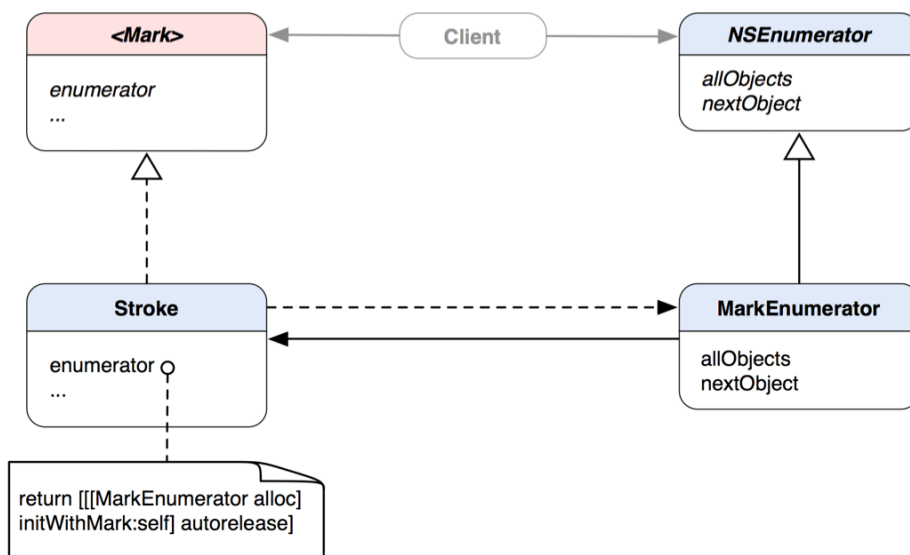 <Mark>
enumerator
...
Client
NSEnumerator
allObjects
nextObject
Stroke
enumerator
...
MarkEnumerator
allObjects
nextObject
return [[[MarkEnumerator alloc]
initWithMark:self] autorelease]